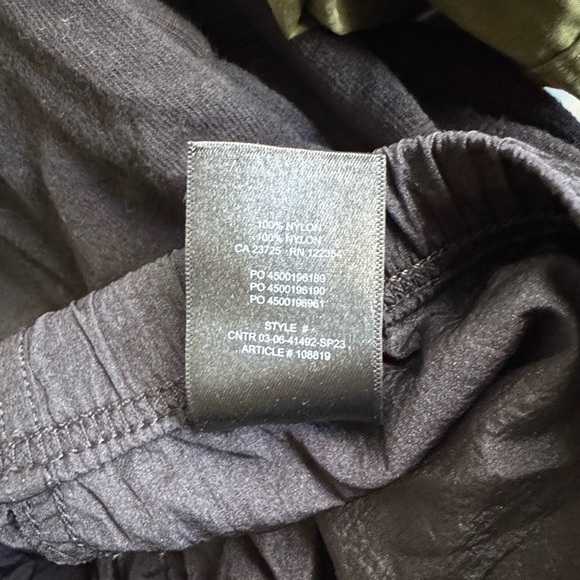 100% NYLON
100% NYLON
CA 23725 - RN 122354
PO 4500196189
PO 4500196190
PO 4500196961
STYLE # -
CNTR 03-06-41492-SP23
ARTICLE # 108819